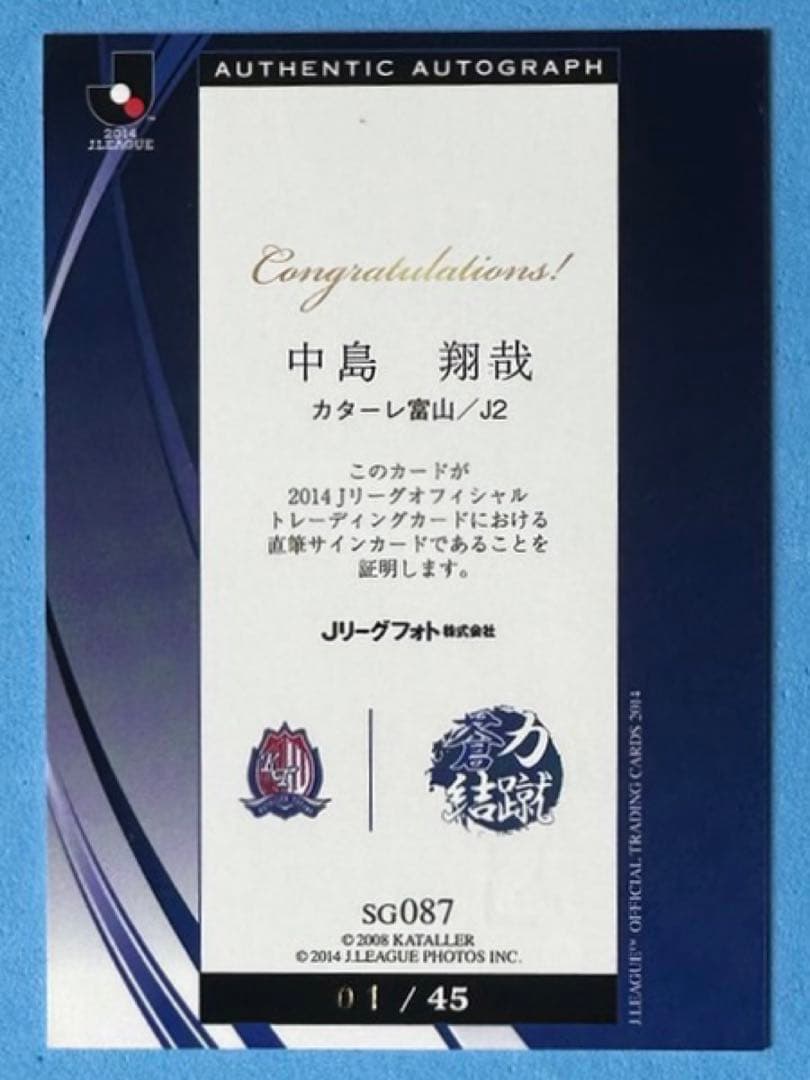 AUTHENTIC AUTOGRAPH
2014
J.LEAGUE
Congratulations!
中島 翔哉
カターレ富山／J2
このカードが
2014 Jリーグオフィシャル
トレーディングカードにおける
直筆サインカードであることを
証明します。
Jリーグフォト株式会社
蒼力
結蹴
SG087
© 2008 KATALLER
© 2014 J.LEAGUE PHOTOS INC.
01 / 45
J.LEAGUE™ OFFICIAL TRADING CARDS 2014